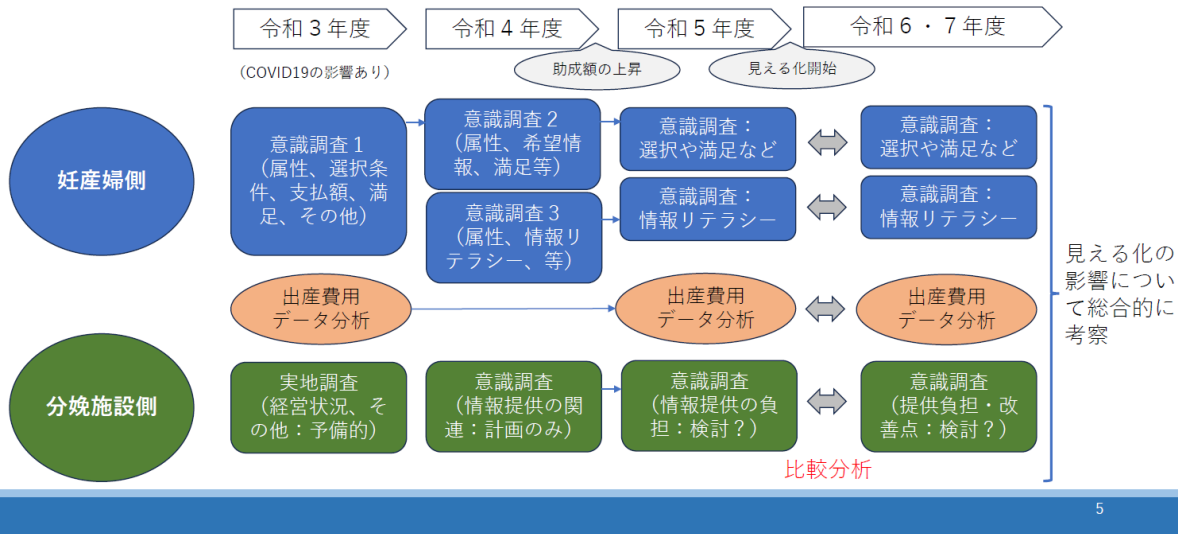 令和３年度
令和４年度
令和５年度
令和６・７年度
（COVID19の影響あり）
助成額の上昇
見える化開始
妊産婦側
意識調査１
（属性、選択条
件、支払額、満
足、その他）
意識調査２
（属性、希望情
報、満足等）
意識調査：
選択や満足など
意識調査：
選択や満足など
意識調査３
（属性、情報リ
テラシー、等）
意識調査：
情報リテラシー
意識調査：
情報リテラシー
出産費用
データ分析
出産費用
データ分析
出産費用
データ分析
分娩施設側
実地調査
（経営状況、そ
の他：予備的）
意識調査
（情報提供の関
連：計画のみ）
意識調査
（情報提供の負
担：検討？）
意識調査
（提供負担・改
善点：検討？）
見える化の
影響につい
て総合的に
考察
比較分析
5